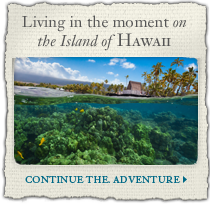 Living in the moment on
the Island of HAWAII
CONTINUE THE. ADVENTURE